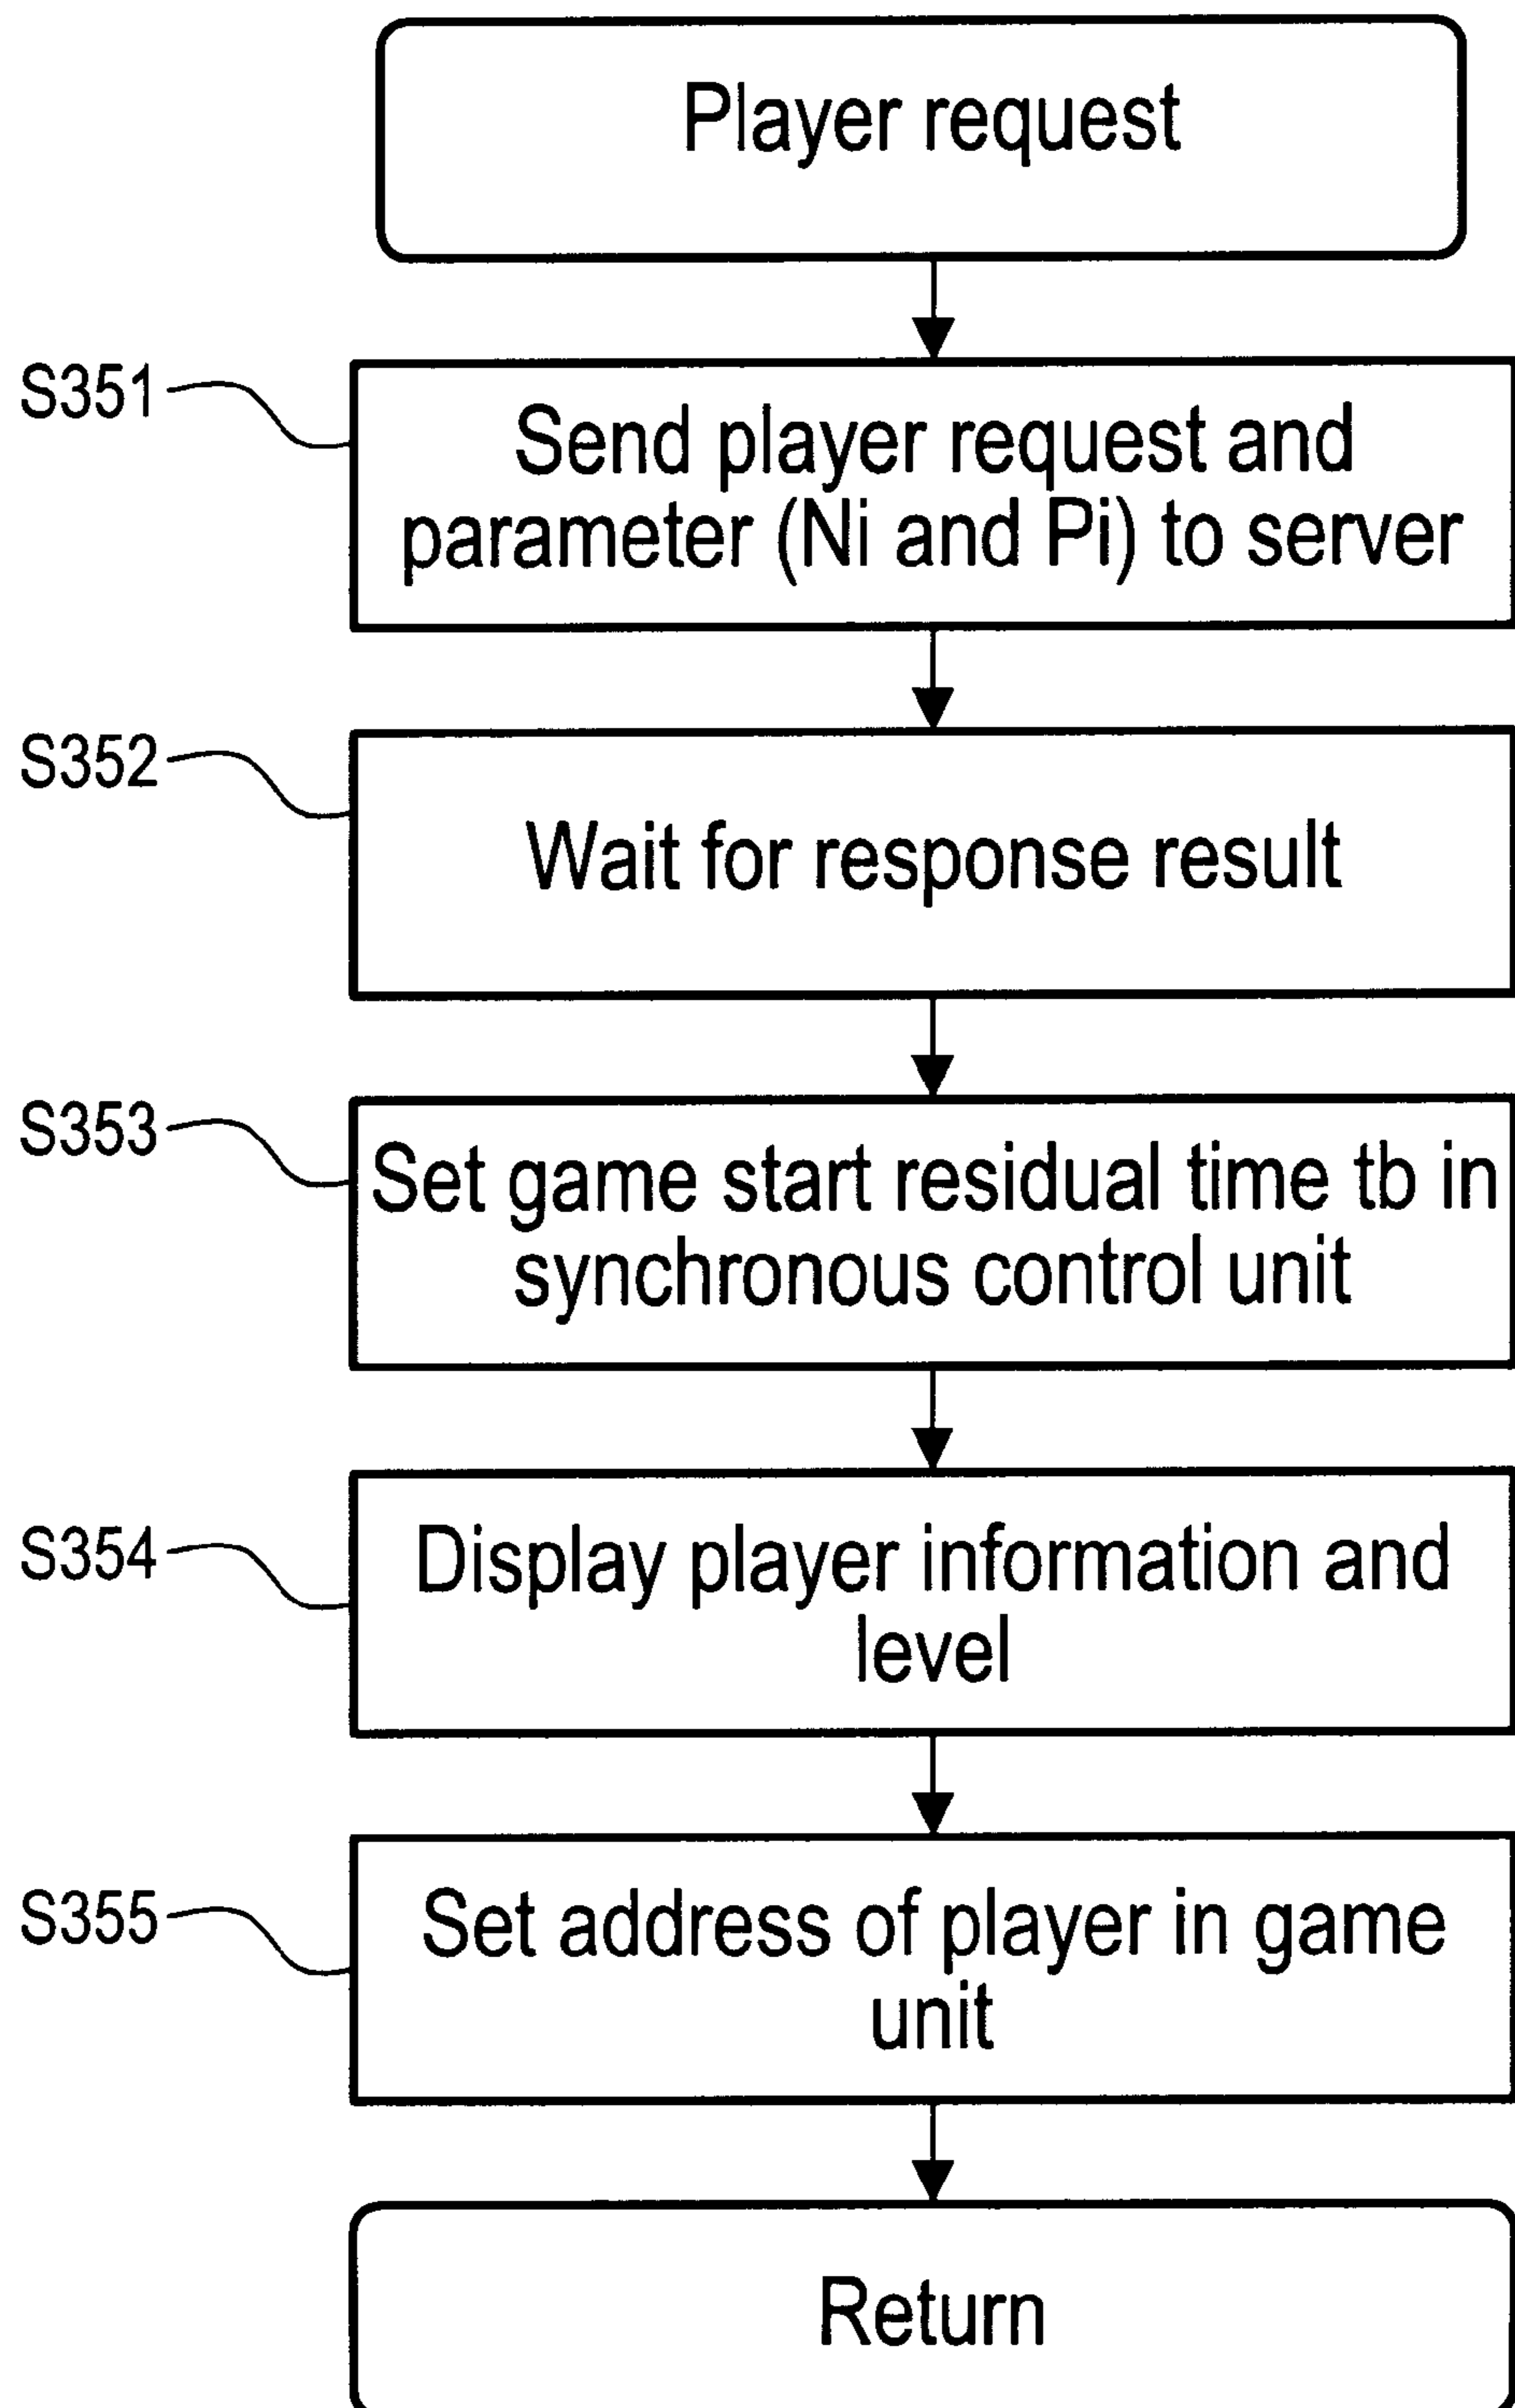 Player request
S351
Send player request and
parameter (Ni and Pi) to server
S352
Wait for response result
S353
Set game start residual time tb in
synchronous control unit
S354
Display player information and
level
S355
Set address of player in game
unit
Return